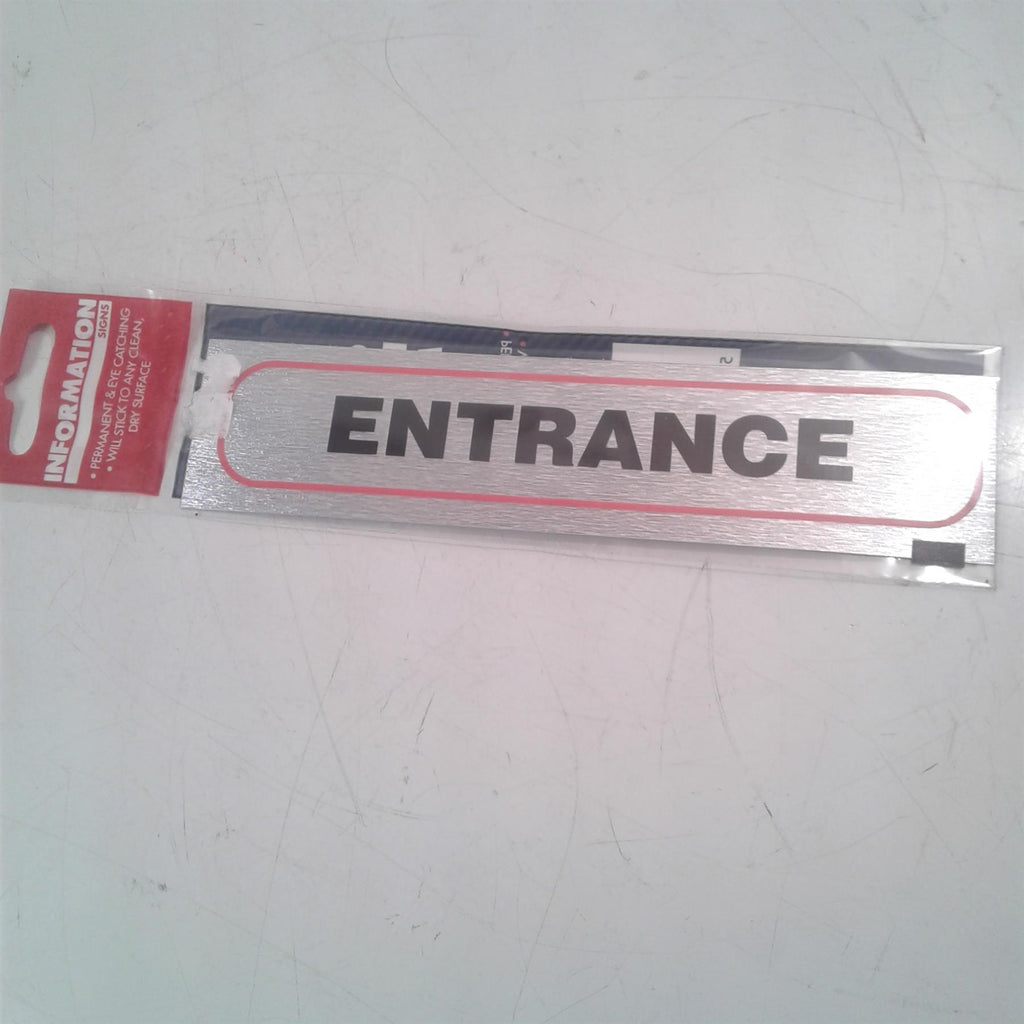 INFORMATION
SIGNS
• PERMANENT & EYE CATCHING
• WILL STICK TO ANY CLEAN,
DRY SURFACE
ENTRANCE